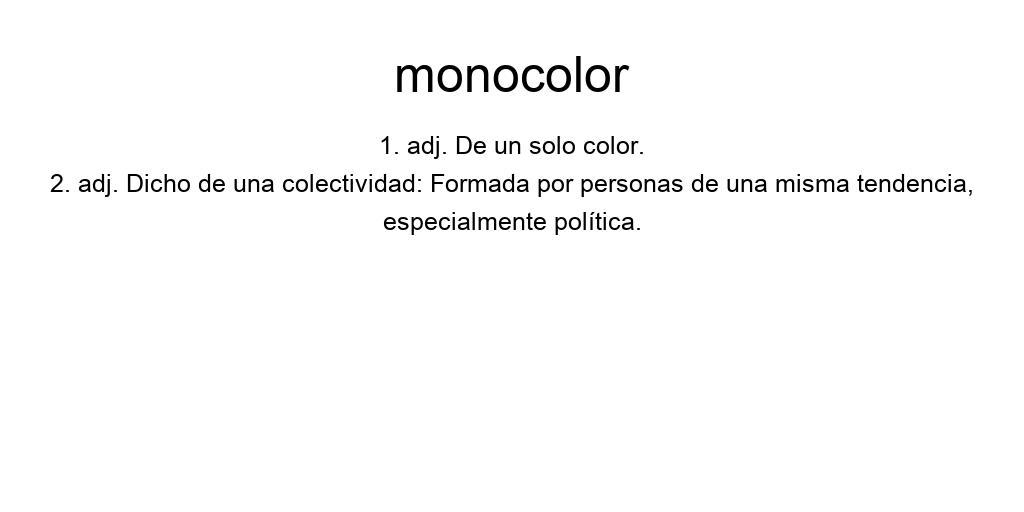 monocolor
1. adj. De un solo color.
2. adj. Dicho de una colectividad: Formada por personas de una misma tendencia,
especialmente política.